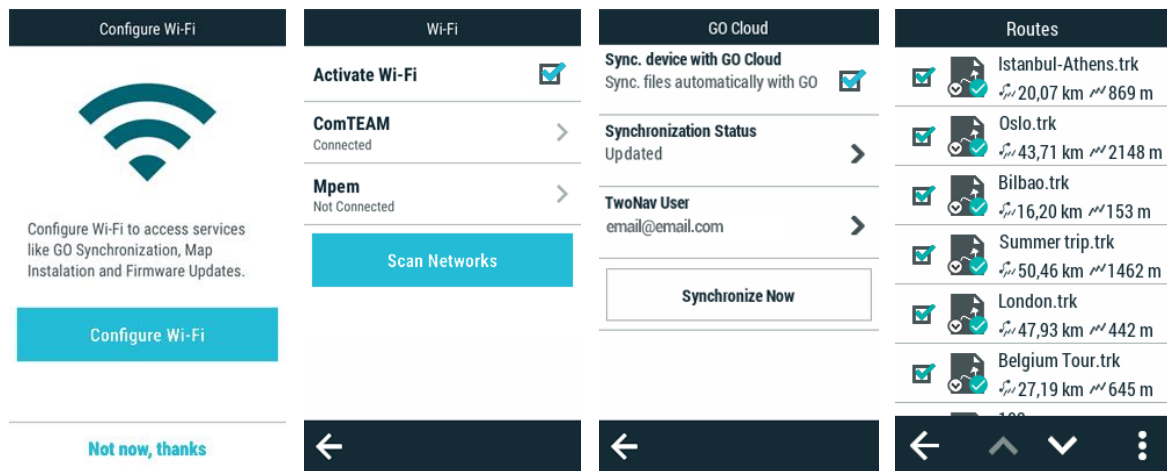 Configure Wi-Fi
Configure Wi-Fi to access services
like GO Synchronization, Map
Instalation and Firmware Updates.
Configure Wi-Fi
Not now, thanks
Wi-Fi
Activate Wi-Fi
ComTEAM
Connected
Mpem
Not Connected
Scan Networks
GO Cloud
Sync. device with GO Cloud
Sync. files automatically with GO
Synchronization Status
Updated
TwoNav User
email@email.com
Synchronize Now
Routes
Istanbul-Athens.trk
20,07 km 869 m
Oslo.trk
43,71 km 2148 m
Bilbao.trk
16,20 km 153 m
Summer trip.trk
50,46 km 1462 m
London.trk
47,93 km 442 m
Belgium Tour.trk
27,19 km 645 m